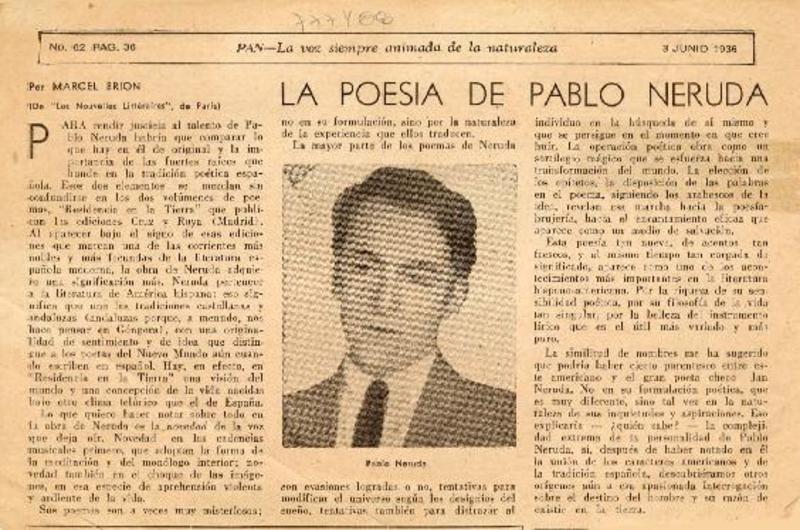 777400
No. 62 PAG. 36
PAN—La voz siempre animada de la naturaleza
3 JUNIO 1936
Por MARCEL BRION
(De "Les Nouvelles Littéraires", de París)
LA POESIA DE PABLO NERUDA
PARA rendir justicia al talento de Pa-
blo Neruda habría que comparar lo
que hay en él de original y la im-
portancia de las fuertes raíces que
hunde en la tradición poética espa-
ñola. Esos dos elementos se mezclan sin
confundirse en los dos volúmenes de poe-
mas, "Residencia en la Tierra" que publi-
can las ediciones Cruz y Raya (Madrid).
Al aparecer bajo el signo de esas edicio-
nes que marcan una de las corrientes más
nobles y más fecundas de la literatura es-
pañola moderna, la obra de Neruda adquie-
re una significación más. Neruda pertenece
a la literatura de América hispana; eso sig-
nifica que une las tradiciones castellanas y
andaluzas (andaluzas porque, a menudo, nos
hace pensar en Góngora), con una origina-
lidad de sentimiento y de idea que distin-
gue a los poetas del Nuevo Mundo aún cuan-
do escriben en español. Hay, en efecto, en
"Residencia en la Tierra" una visión del
mundo y una concepción de la vida nacidas
bajo otro clima telúrico que el de España.
Lo que quiero hacer notar sobre todo en
la obra de Neruda es la novedad de la voz
que deja oír. Novedad en las cadencias
musicales primero, que adoptan la forma de
la meditación y del monólogo interior; no-
vedad también en el choque de las imáge-
nes, en esa especie de aprehensión violenta
y ardiente de la vida.
Sus poemas son a veces muy misteriosos;
no en su formulación, sino por la naturaleza
de la experiencia que ellos traducen.
La mayor parte de los poemas de Neruda
Pablo Neruda
son evasiones logradas o no, tentativas para
modificar el universo según los designios del
sueño, tentativas también para distraer al
individuo en la búsqueda de sí mismo y
que se persigue en el momento en que cree
huir. La operación poética obra como un
sortilegio mágico que se esfuerza hacia una
transformación del mundo. La elección de
los epítetos, la disposición de las palabras
en el poema, siguiendo los arabescos de la
idea, revelan esa marcha hacia la poesía-
brujería, hacia el encantamiento eficaz que
aparece como un medio de salvación.
Esta poesía tan nueva, de acentos tan
frescos, y al mismo tiempo tan cargada de
significado, aparece como uno de los acon-
tecimientos más importantes en la literatura
hispano-americana. Por la riqueza de su sen-
sibilidad poética, por su filosofía de la vida
tan singular, por la belleza del instrumento
lírico que es el útil más variado y más
puro.
La similitud de nombres me ha sugerido
que podría haber cierto parentesco entre es-
te americano y el gran poeta checo Jan
Neruda. No en su formulación poética, que
es muy diferente, sino tal vez en la natu-
raleza de sus inquietudes y aspiraciones. Eso
explicaría — ¿quién sabe? — la compleji-
dad extrema de la personalidad de Pablo
Neruda, si, después de haber notado en él
la unión de los caracteres americanos y de
la tradición española, descubriésemos otros
orígenes aún a esa apasionada interrogación
sobre el destino del hombre y su razón de
existir en la tierra.